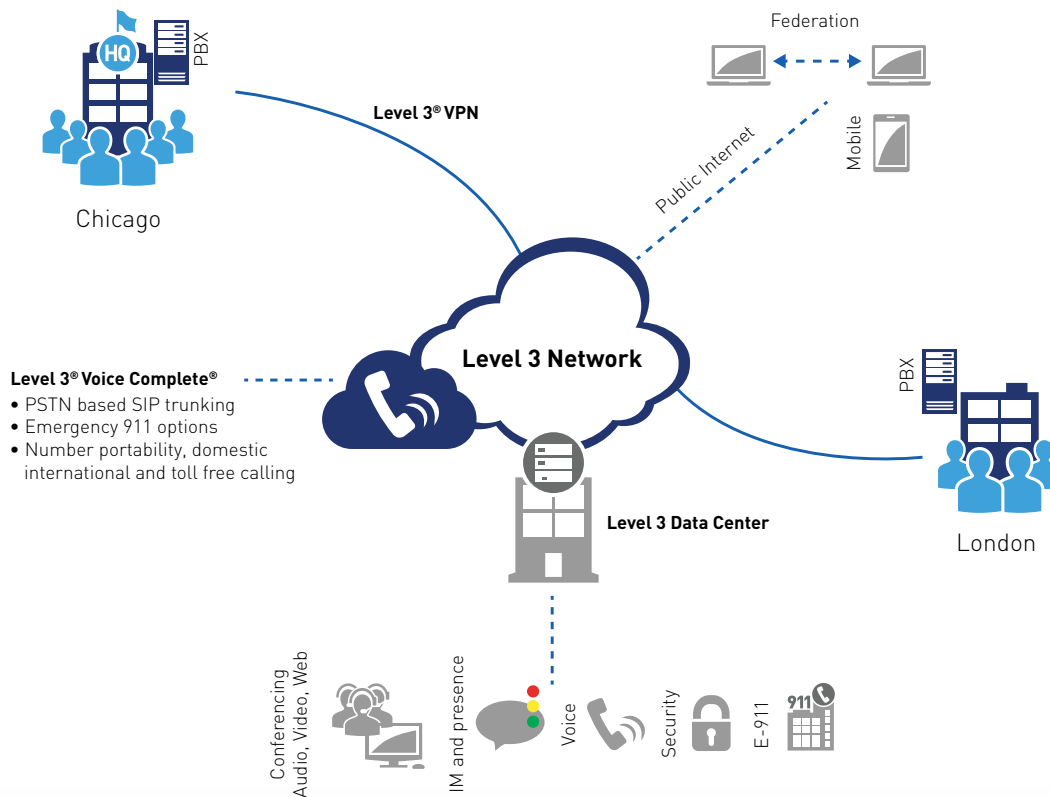 HQ
PBX
Chicago
Level 3® VPN
Federation
Public Internet
Mobile
Level 3 Network
Level 3® Voice Complete®
• PSTN based SIP trunking
• Emergency 911 options
• Number portability, domestic
international and toll free calling
PBX
London
Level 3 Data Center
Conferencing
Audio, Video, Web
IM and presence
Voice
Security
E-911
911